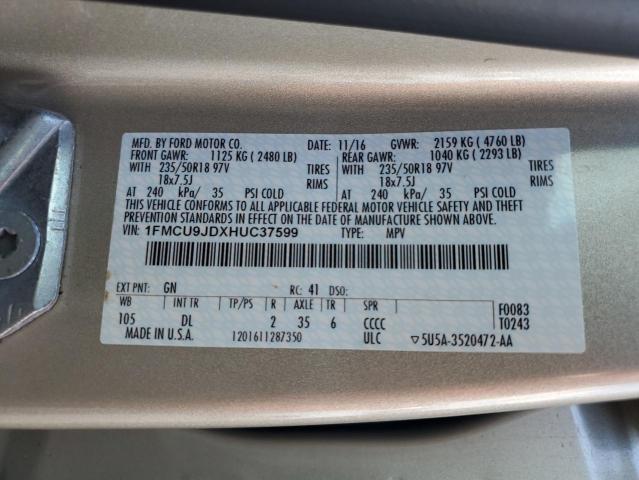 MFD. BY FORD MOTOR CO. DATE: 11/16 GVWR: 2159 KG ( 4760 LB)
FRONT GAWR: 1125 KG ( 2480 LB) REAR GAWR: 1040 KG ( 2293 LB)
WITH 235/50R18 97V TIRES WITH 235/50R18 97V TIRES
18x7.5J RIMS 18x7.5J RIMS
AT 240 kPa/ 35 PSI COLD AT 240 kPa/ 35 PSI COLD
THIS VEHICLE CONFORMS TO ALL APPLICABLE FEDERAL MOTOR VEHICLE SAFETY AND THEFT
PREVENTION STANDARDS IN EFFECT ON THE DATE OF MANUFACTURE SHOWN ABOVE.
VIN: 1FMCU9JDXHUC37599 TYPE: MPV
EXT PNT: GN RC: 41 DSO:
WB INT TR TP/PS R AXLE TR SPR F0083
105 DL 2 35 6 CCCC T0243
MADE IN U.S.A. 1201611287350 ULC ▽5U5A-3520472-AA